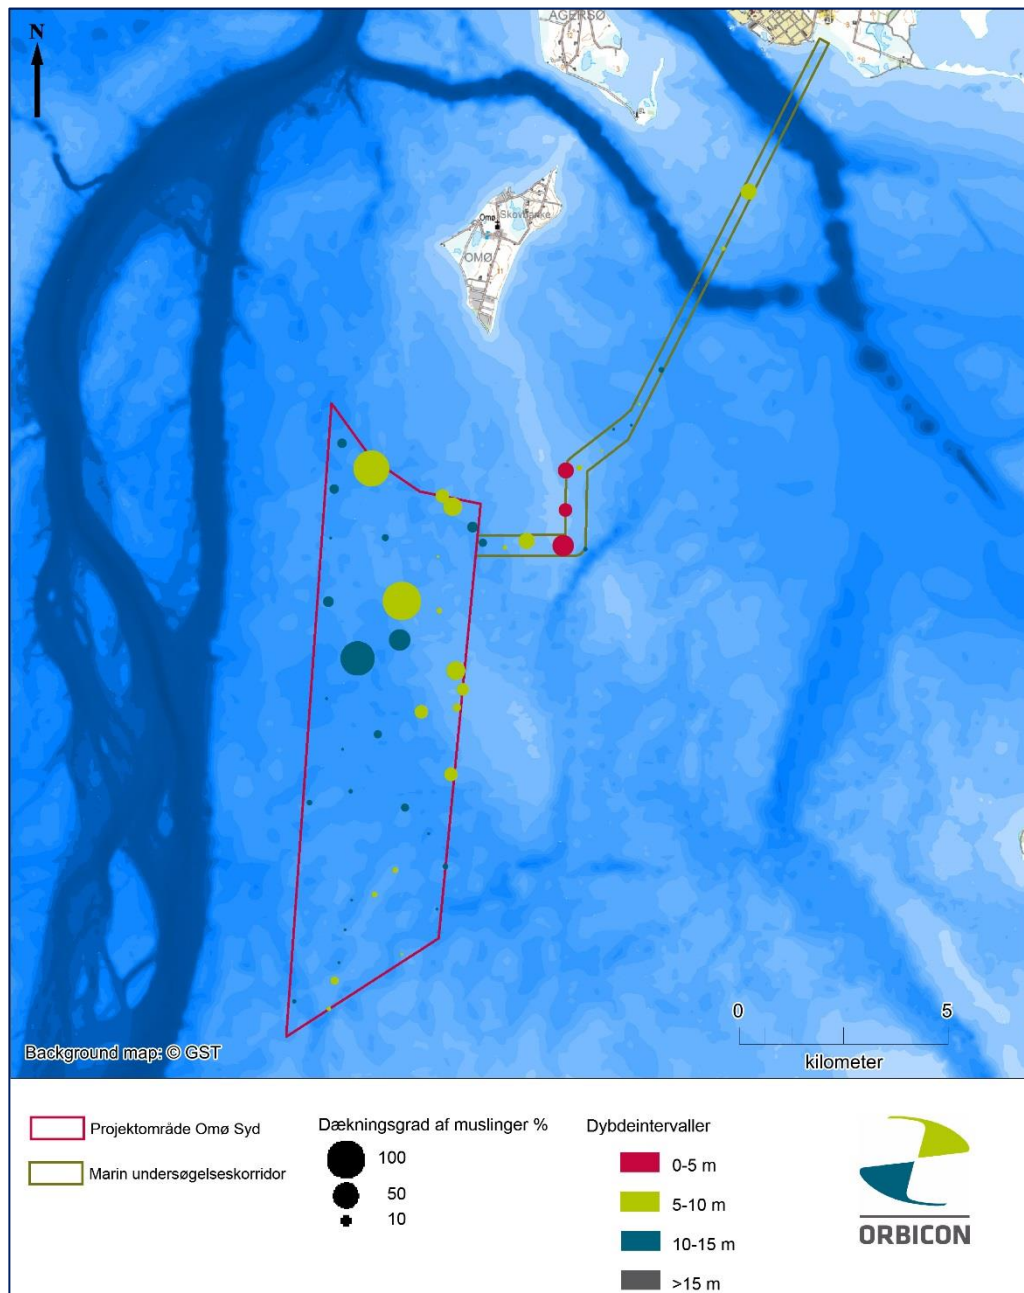 AGERSØ
N
Omø
Skovbanke
OMØ
0 5
kilometer
Background map: © GST
Projektområde Omø Syd
Marin undersøgelseskorridor
Dækningsgrad af muslinger %
100
50
10
Dybdeintervaller
0-5 m
5-10 m
10-15 m
>15 m
ORBICON